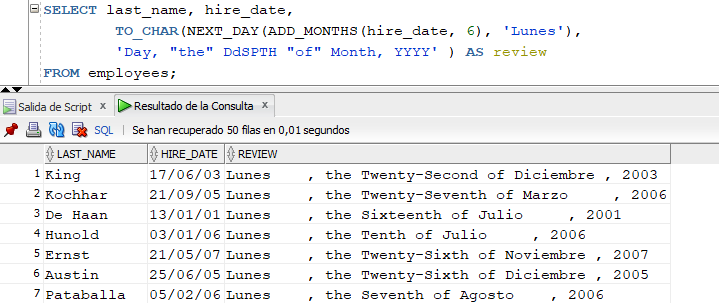 SELECT last_name, hire_date,
TO_CHAR(NEXT_DAY(ADD_MONTHS(hire_date, 6), 'Lunes'),
'Day, "the" DdSPTH "of" Month, YYYY' ) AS review
FROM employees;
Salida de Script x Resultado de la Consulta x
SQL | Se han recuperado 50 filas en 0,01 segundos
LAST_NAME HIRE_DATE REVIEW
1 King 17/06/03 Lunes , the Twenty-Second of Diciembre , 2003
2 Kochhar 21/09/05 Lunes , the Twenty-Seventh of Marzo , 2006
3 De Haan 13/01/01 Lunes , the Sixteenth of Julio , 2001
4 Hunold 03/01/06 Lunes , the Tenth of Julio , 2006
5 Ernst 21/05/07 Lunes , the Twenty-Sixth of Noviembre , 2007
6 Austin 25/06/05 Lunes , the Twenty-Sixth of Diciembre , 2005
7 Pataballa 05/02/06 Lunes , the Seventh of Agosto , 2006